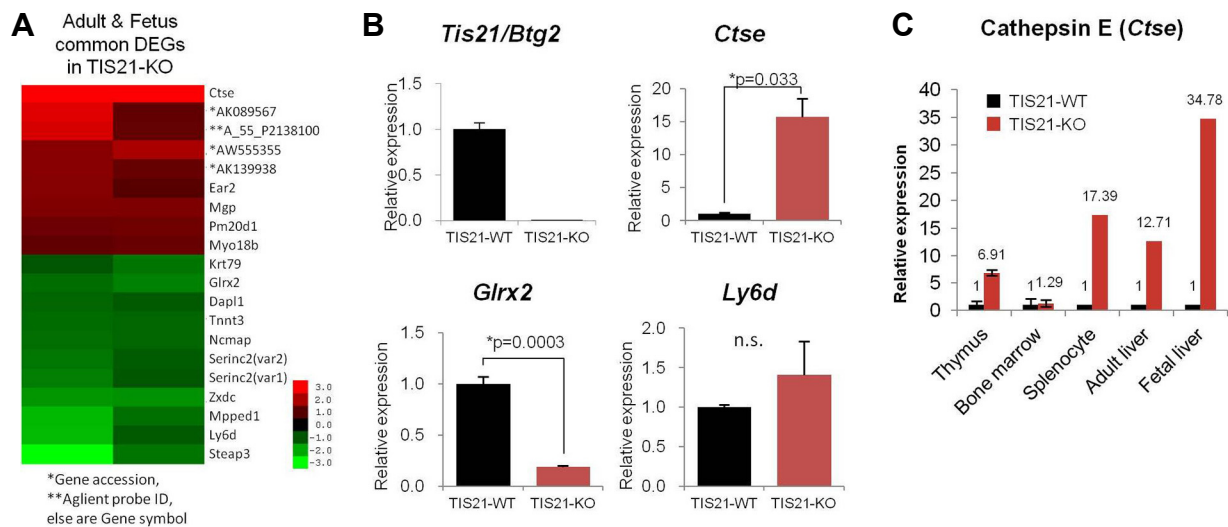 A
Adult & Fetus
common DEGs
in TIS21-KO
Ctse
*AK089567
**A_55_P2138100
*AW555355
*AK139938
Ear2
Mgp
Pm20d1
Myo18b
Krt79
Glrx2
Dapl1
Tnnt3
Ncmap
Serinc2(var2)
Serinc2(var1)
Zxdc
Mpped1
Ly6d
Steap3
3.0
2.0
1.0
0.0
-1.0
-2.0
-3.0
*Gene accession,
**Aglient probe ID,
else are Gene symbol
B
Tis21/Btg2
Relative expression
1.5
1.0
0.5
0.0
TIS21-WT TIS21-KO
Ctse
Relative expression
20
15
10
5
0
*p=0.033
TIS21-WT TIS21-KO
Glrx2
Relative expression
1.5
1.0
0.5
0.0
*p=0.0003
TIS21-WT TIS21-KO
Ly6d
Relative expression
2.0
1.5
1.0
0.5
0.0
n.s.
TIS21-WT TIS21-KO
C
Cathepsin E (Ctse)
Relative expression
40
35
30
25
20
15
10
5
0
TIS21-WT
TIS21-KO
1 6.91
1 1.29
1 17.39
1 12.71
1 34.78
Thymus
Bone marrow
Splenocyte
Adult liver
Fetal liver